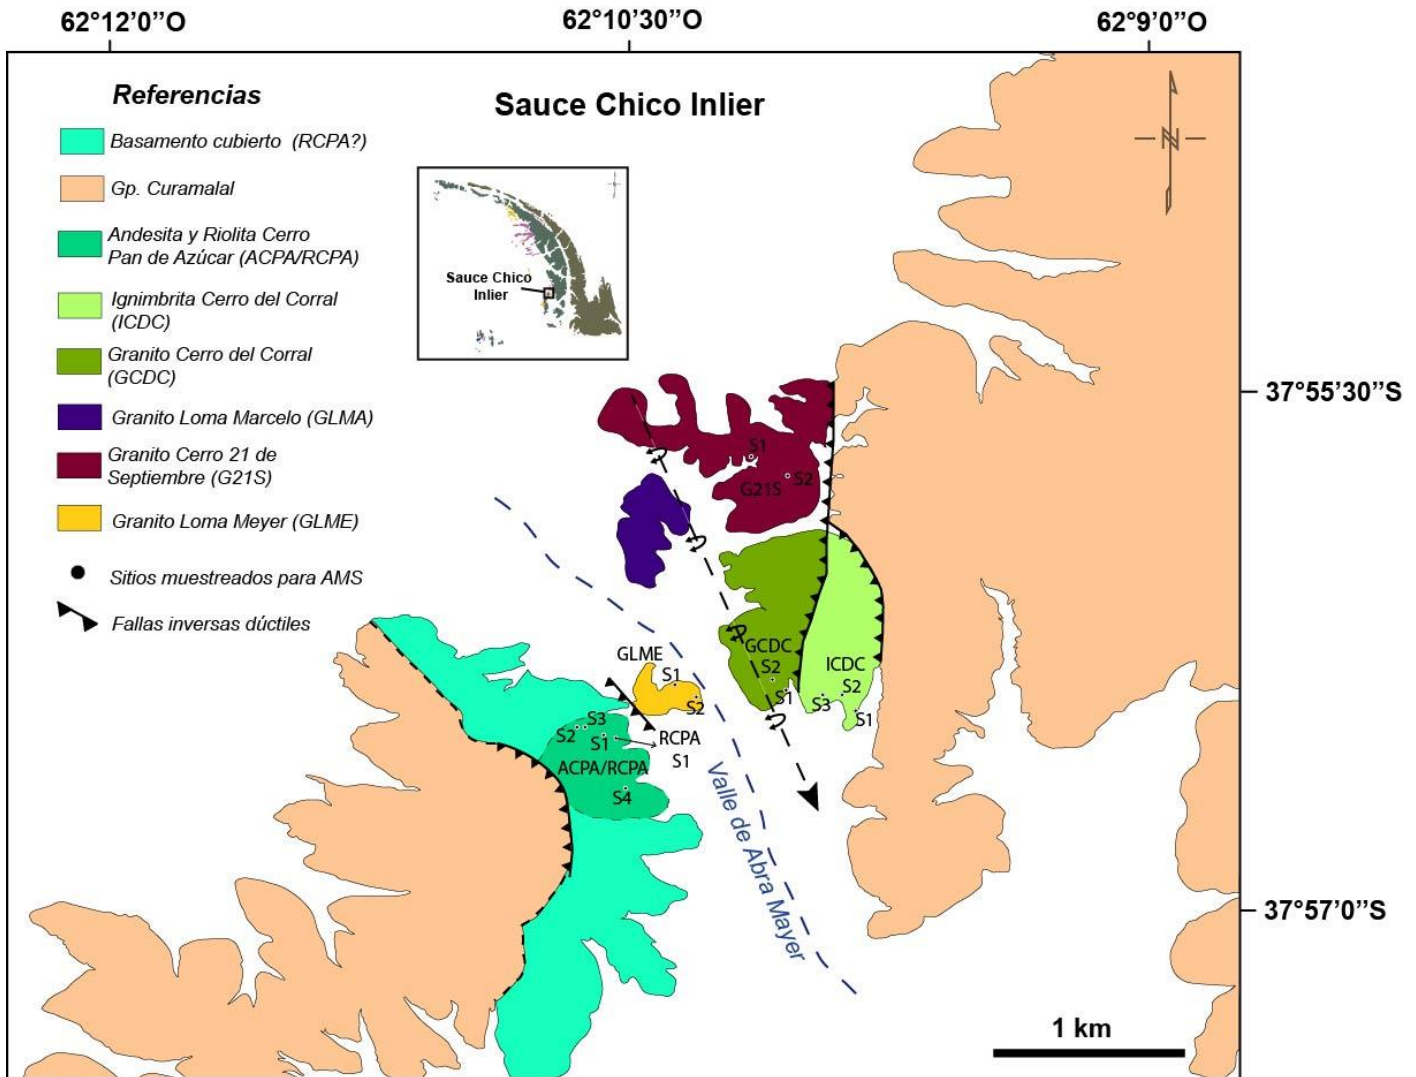 62°12'0''O
62°10'30''O
62°9'0''O
Referencias
Sauce Chico Inlier
N
Basamento cubierto (RCPA?)
Gp. Curamalal
Andesita y Riolita Cerro
Pan de Azúcar (ACPA/RCPA)
Ignimbrita Cerro del Corral
(ICDC)
Granito Cerro del Corral
(GCDC)
Granito Loma Marcelo (GLMA)
Granito Cerro 21 de
Septiembre (G21S)
Granito Loma Meyer (GLME)
Sitios muestreados para AMS
Fallas inversas dúctiles
Sauce Chico
Inlier
37°55'30''S
S1
S2
G21S
GLME
S1
S2
GCDC
S2
S1
ICDC
S2
S3
S1
S3
S2
S1
RCPA
S1
ACPA/RCPA
S4
Valle de Abra Mayer
37°57'0''S
1 km